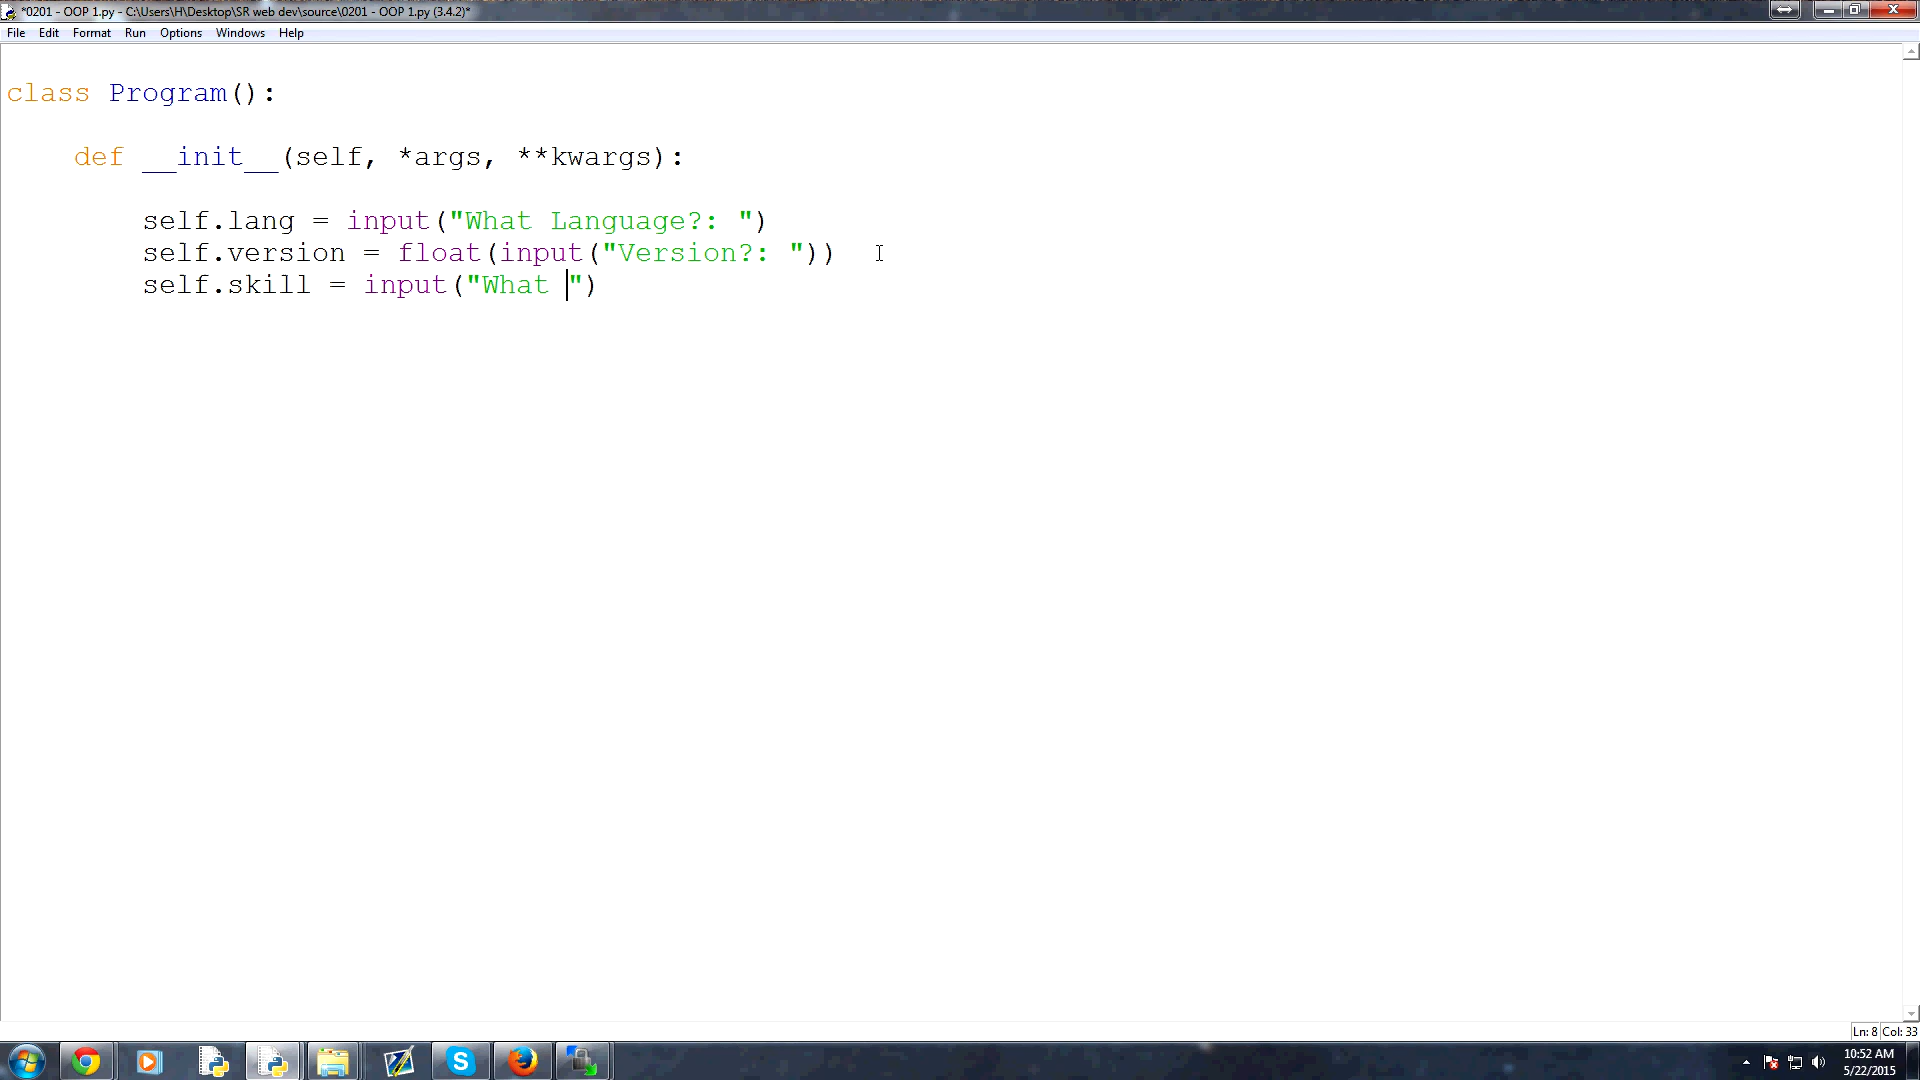 *0201 - OOP 1.py - C:\Users\H\Desktop\SR web dev\source\0201 - OOP 1.py (3.4.2)*
File Edit Format Run Options Windows Help
class Program():
def __init__(self, *args, **kwargs):
self.lang = input("What Language?: ")
self.version = float(input("Version?: "))
self.skill = input("What ")
Ln: 8 Col: 33
10:52 AM
5/22/2015